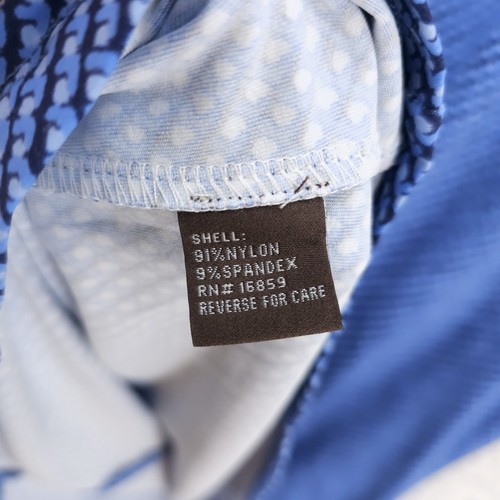 SHELL:
91%NYLON
9%SPANDEX
RN# 16859
REVERSE FOR CARE